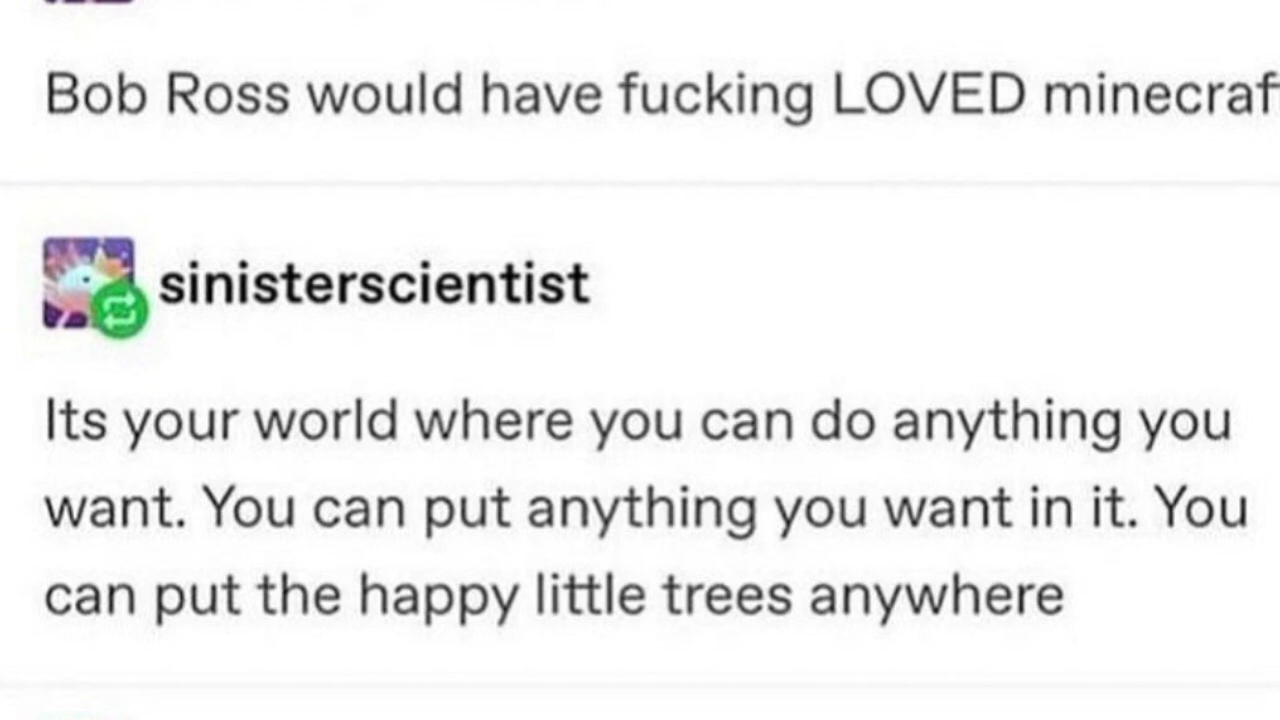 Bob Ross would have fucking LOVED minecraf
sinisterscientist
Its your world where you can do anything you
want. You can put anything you want in it. You
can put the happy little trees anywhere